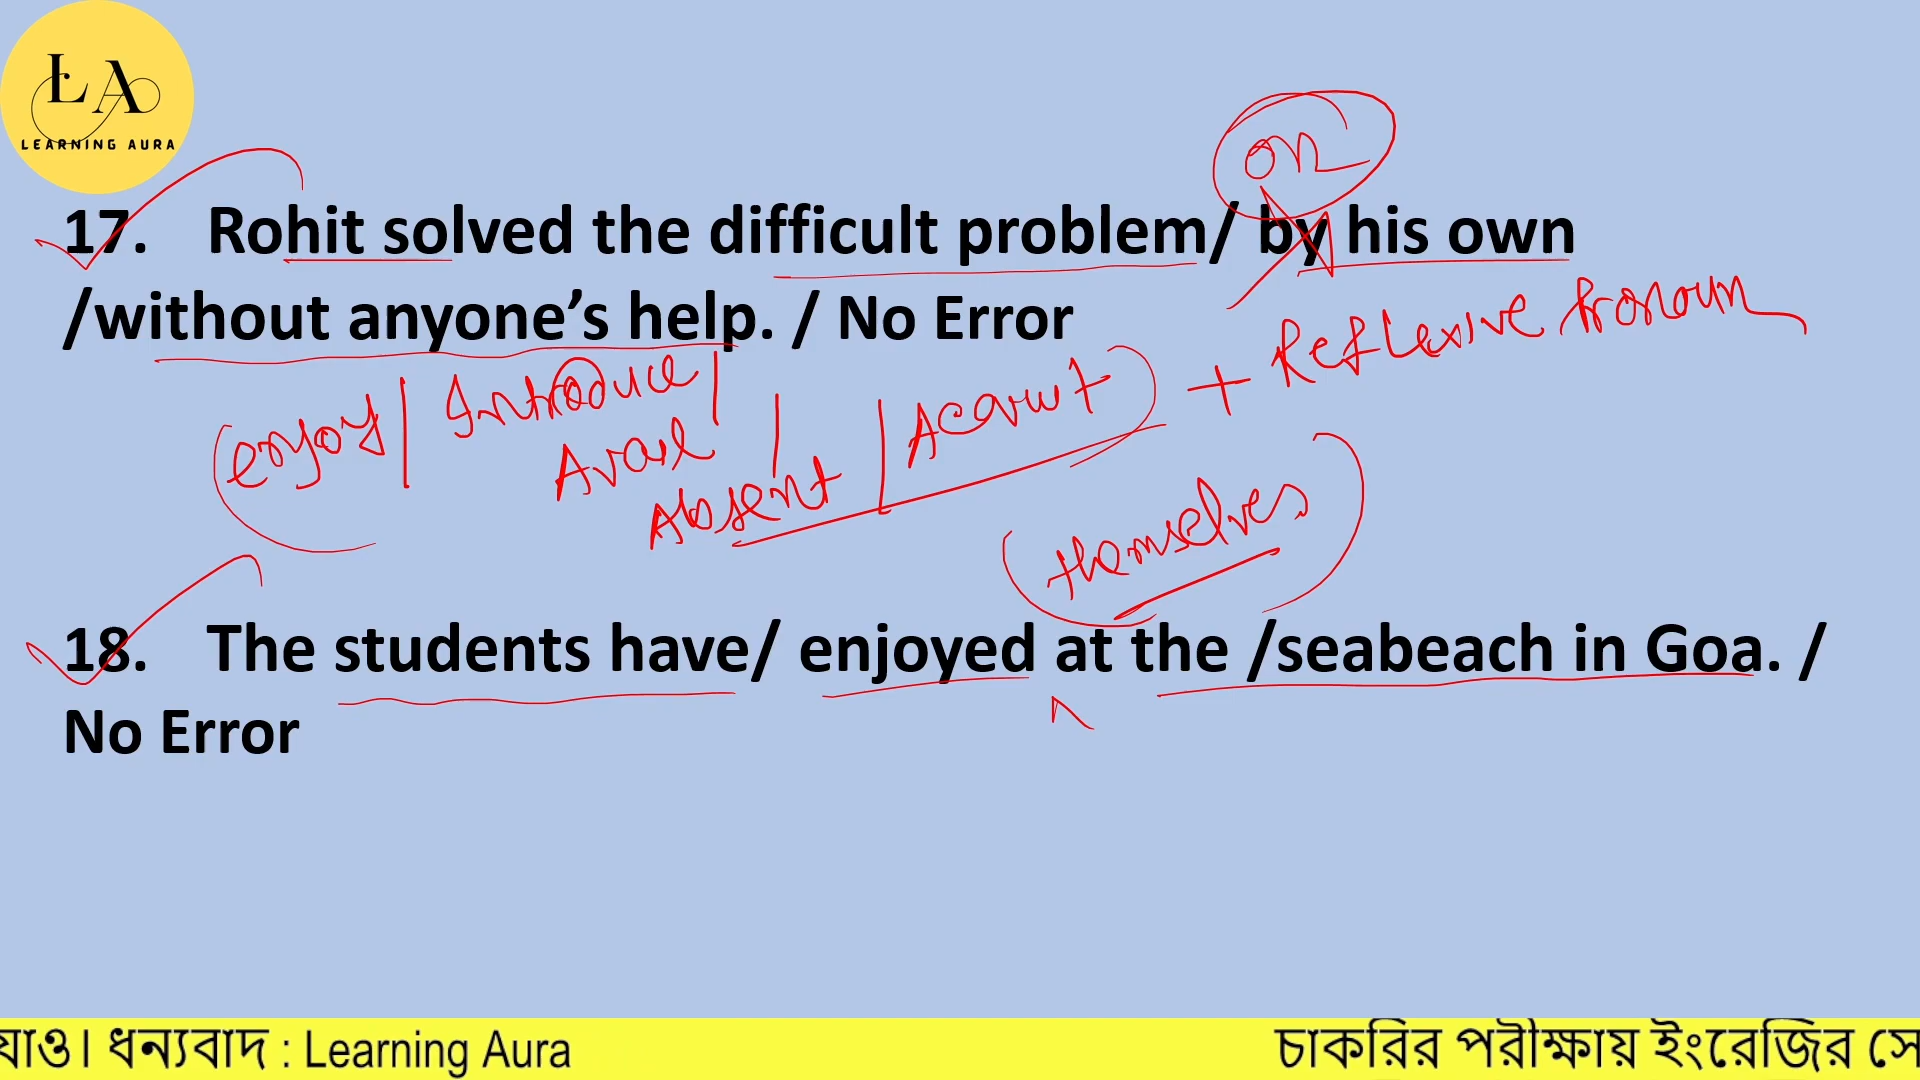 LA
LEARNING AURA
on
17. Rohit solved the difficult problem/ by his own
/without anyone’s help. / No Error
enjoy/ Introduce/ + Reflexive Pronoun
Avail / Absent /
themselves
18. The students have/ enjoyed at the /seabeach in Goa. /
No Error
যাও। ধন্যবাদ : Learning Aura চাকরির পরীক্ষায় ইংরেজির সে